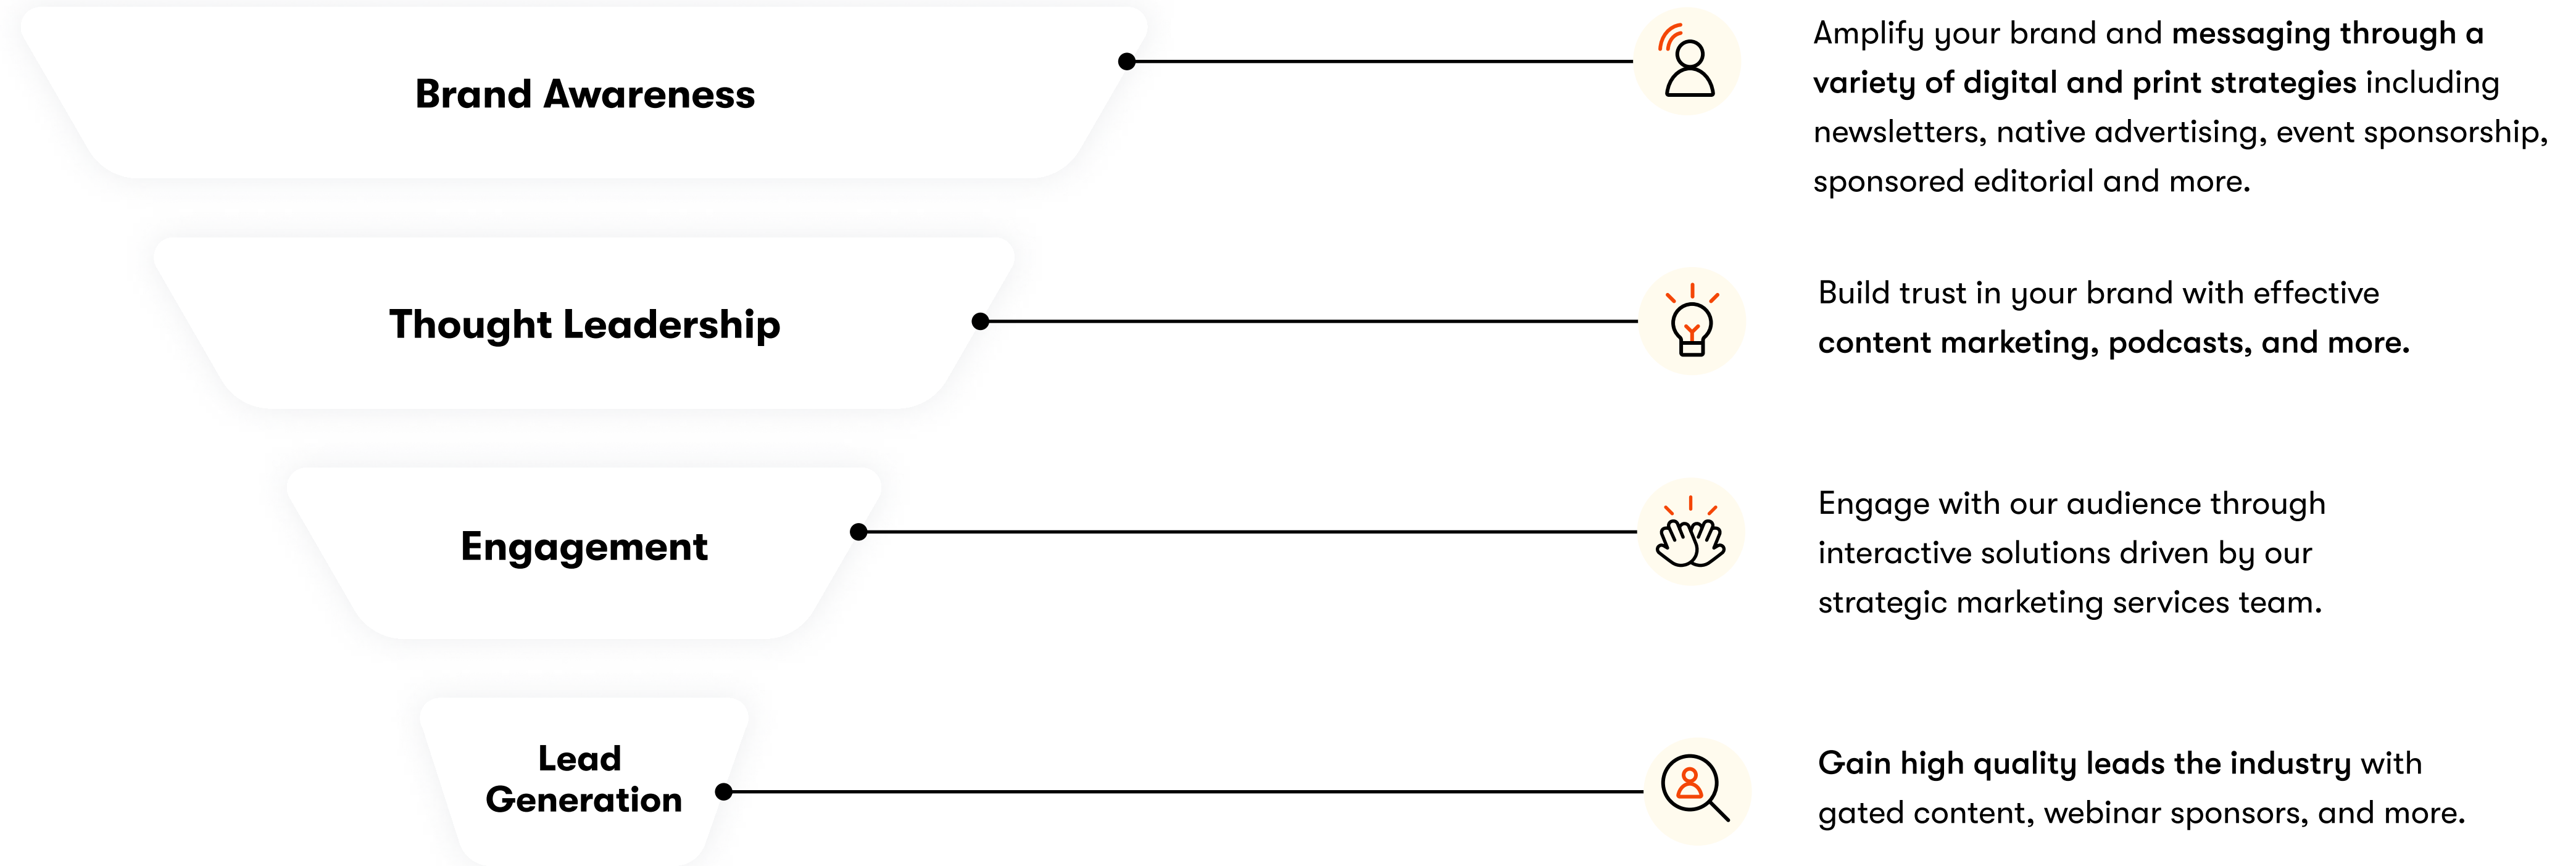 Brand Awareness
Amplify your brand and messaging through a
variety of digital and print strategies including
newsletters, native advertising, event sponsorship,
sponsored editorial and more.
Thought Leadership
Build trust in your brand with effective
content marketing, podcasts, and more.
Engagement
Engage with our audience through
interactive solutions driven by our
strategic marketing services team.
Lead
Generation
Gain high quality leads the industry with
gated content, webinar sponsors, and more.